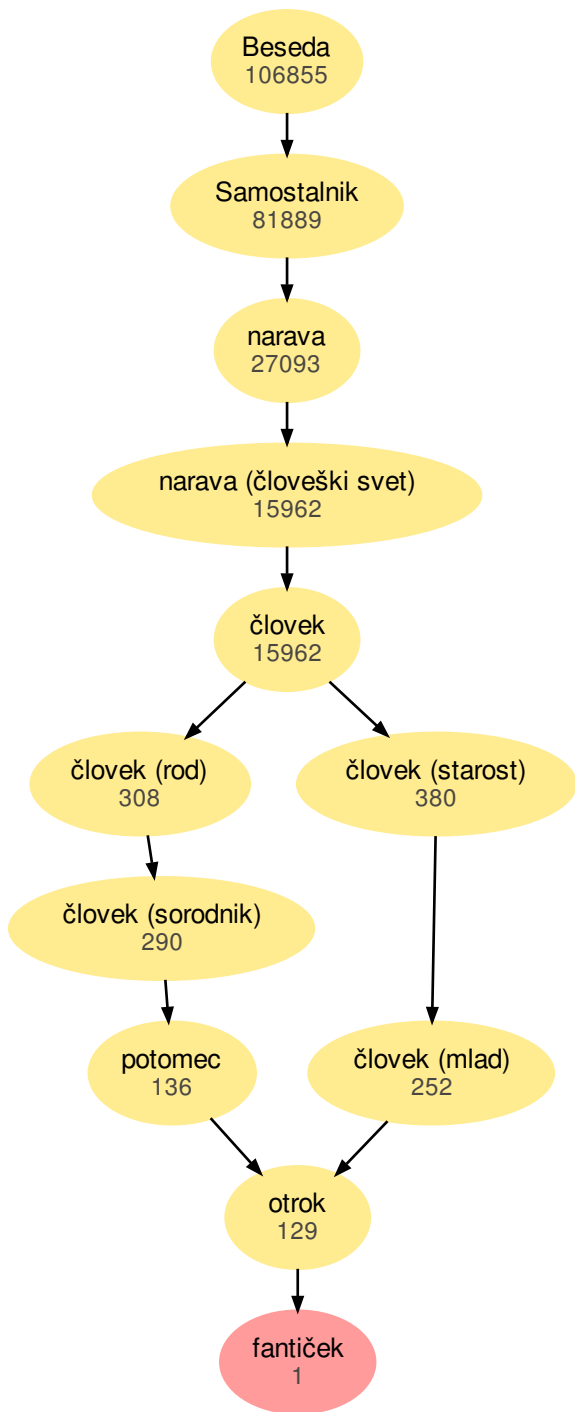 Beseda
106855
Samostalnik
81889
narava
27093
narava (človeški svet)
15962
človek
15962
človek (rod)
308
človek (starost)
380
človek (sorodnik)
290
potomec
136
človek (mlad)
252
otrok
129
fantiček
1